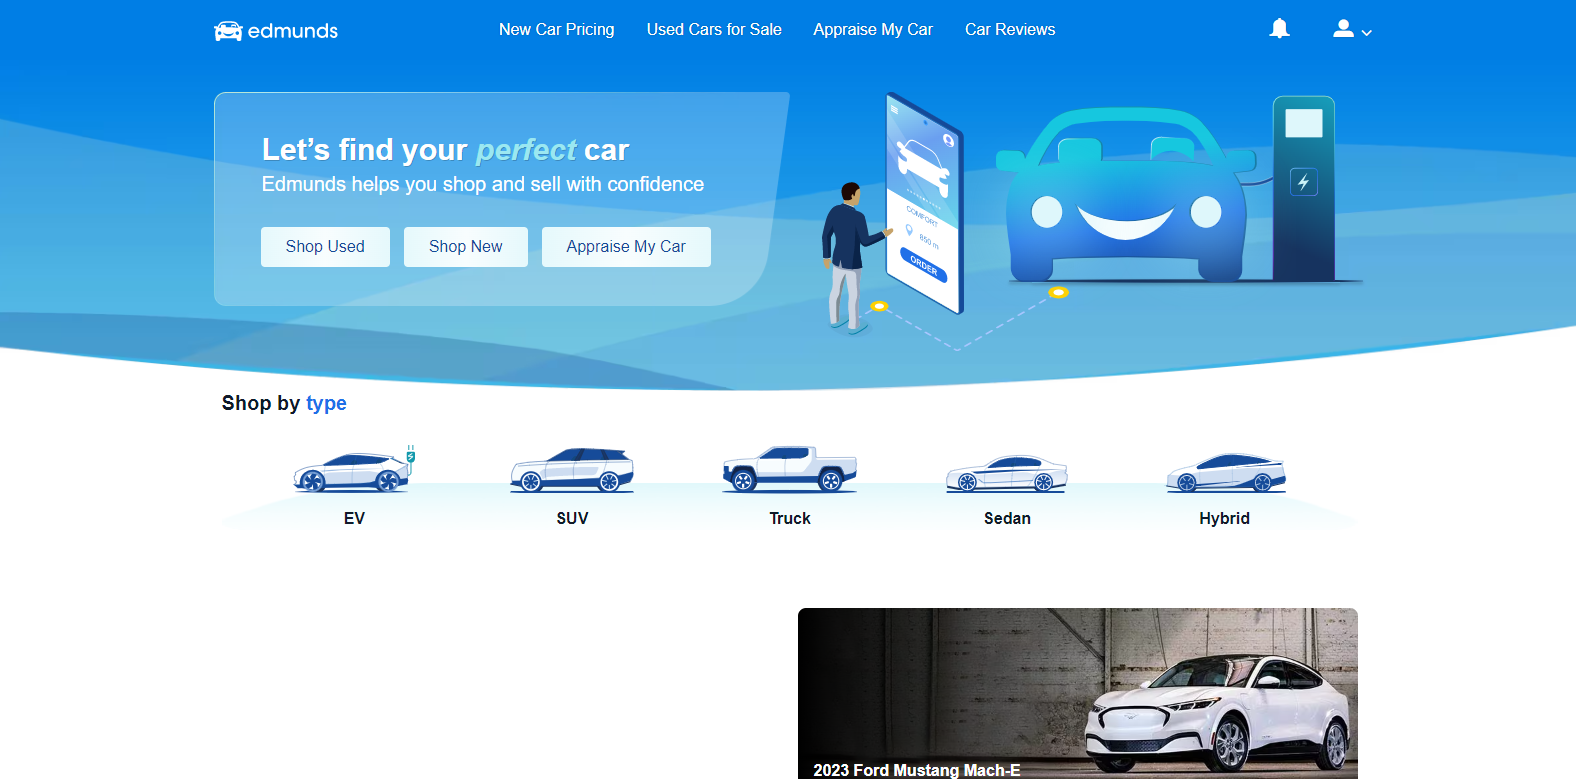 edmunds
New Car Pricing
Used Cars for Sale
Appraise My Car
Car Reviews
Let’s find your perfect car
Edmunds helps you shop and sell with confidence
Shop Used
Shop New
Appraise My Car
COMFORT
850 m
ORDER
Shop by type
EV
SUV
Truck
Sedan
Hybrid
2023 Ford Mustang Mach-E